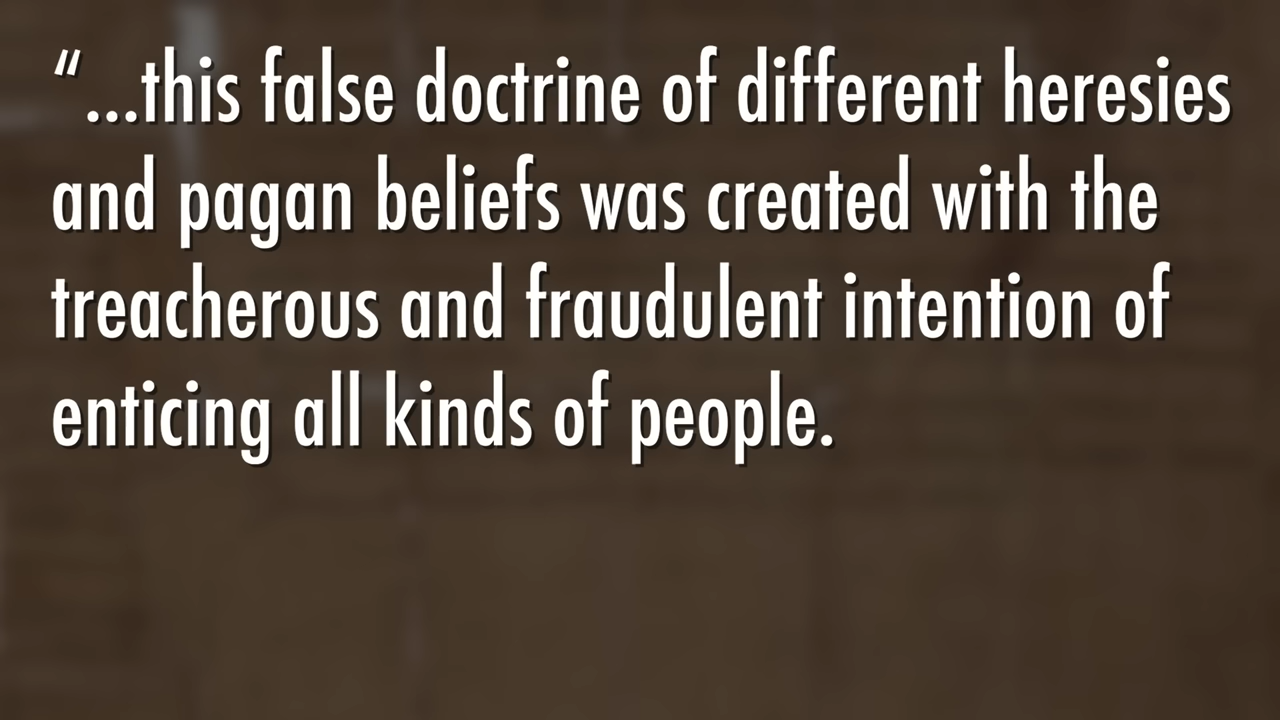 “...this false doctrine of different heresies
and pagan beliefs was created with the
treacherous and fraudulent intention of
enticing all kinds of people.